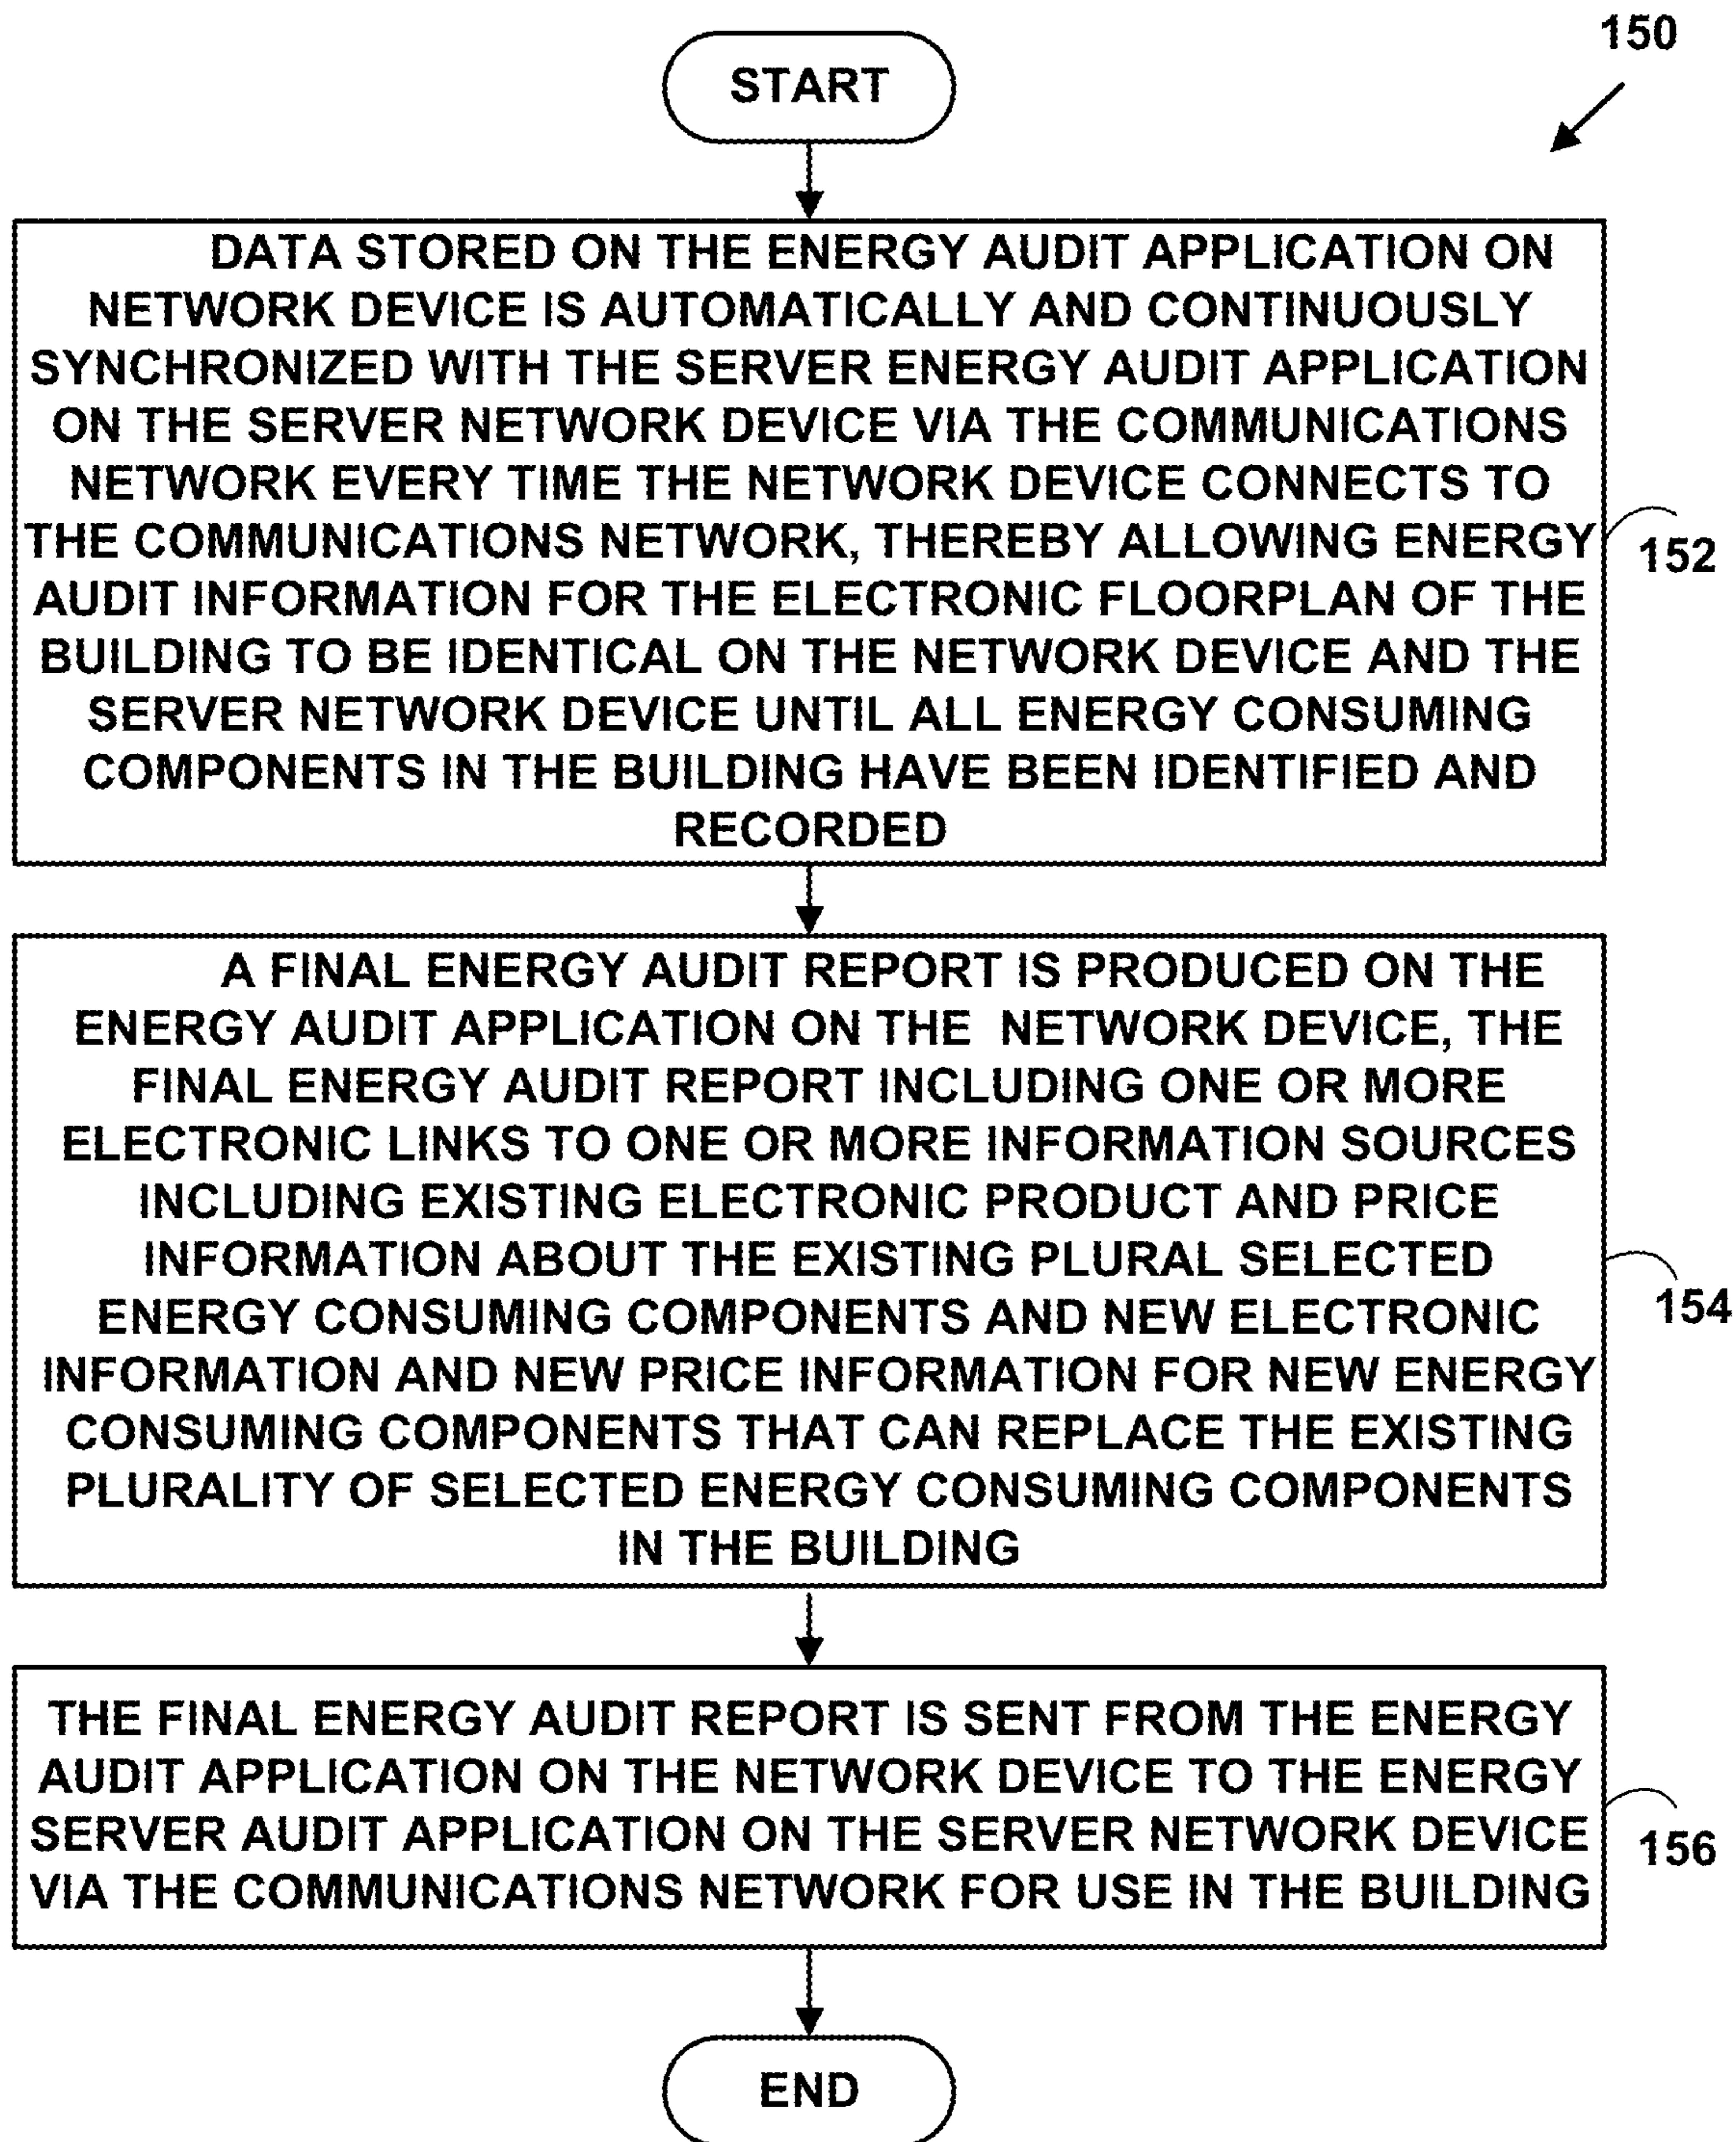 150
START
DATA STORED ON THE ENERGY AUDIT APPLICATION ON
NETWORK DEVICE IS AUTOMATICALLY AND CONTINUOUSLY
SYNCHRONIZED WITH THE SERVER ENERGY AUDIT APPLICATION
ON THE SERVER NETWORK DEVICE VIA THE COMMUNICATIONS
NETWORK EVERY TIME THE NETWORK DEVICE CONNECTS TO
THE COMMUNICATIONS NETWORK, THEREBY ALLOWING ENERGY
AUDIT INFORMATION FOR THE ELECTRONIC FLOORPLAN OF THE
BUILDING TO BE IDENTICAL ON THE NETWORK DEVICE AND THE
SERVER NETWORK DEVICE UNTIL ALL ENERGY CONSUMING
COMPONENTS IN THE BUILDING HAVE BEEN IDENTIFIED AND
RECORDED
152
A FINAL ENERGY AUDIT REPORT IS PRODUCED ON THE
ENERGY AUDIT APPLICATION ON THE NETWORK DEVICE, THE
FINAL ENERGY AUDIT REPORT INCLUDING ONE OR MORE
ELECTRONIC LINKS TO ONE OR MORE INFORMATION SOURCES
INCLUDING EXISTING ELECTRONIC PRODUCT AND PRICE
INFORMATION ABOUT THE EXISTING PLURAL SELECTED
ENERGY CONSUMING COMPONENTS AND NEW ELECTRONIC
INFORMATION AND NEW PRICE INFORMATION FOR NEW ENERGY
CONSUMING COMPONENTS THAT CAN REPLACE THE EXISTING
PLURALITY OF SELECTED ENERGY CONSUMING COMPONENTS
IN THE BUILDING
154
THE FINAL ENERGY AUDIT REPORT IS SENT FROM THE ENERGY
AUDIT APPLICATION ON THE NETWORK DEVICE TO THE ENERGY
SERVER AUDIT APPLICATION ON THE SERVER NETWORK DEVICE
VIA THE COMMUNICATIONS NETWORK FOR USE IN THE BUILDING
156
END